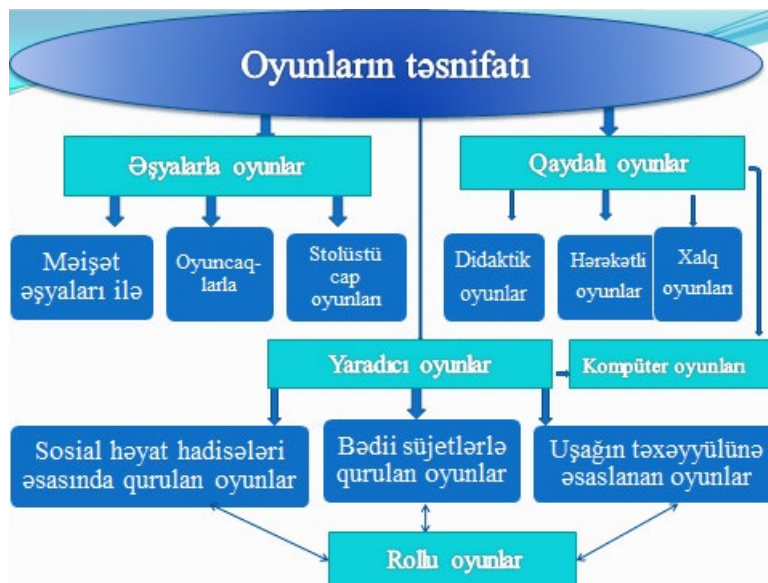 Oyunların təsnifatı
Əşyalarla oyunlar
Qaydalı oyunlar
Məişət
əşyaları ilə
Oyuncaq-
larla
Stolüstü
cap
oyunları
Didaktik
oyunlar
Hərəkətli
oyunlar
Xalq
oyunları
Yaradıcı oyunlar
Kompüter oyunları
Sosial həyat hadisələri
əsasında qurulan oyunlar
Bədii süjetlərlə
qurulan oyunlar
Uşağın təxəyyülünə
əsaslanan oyunlar
Rollu oyunlar